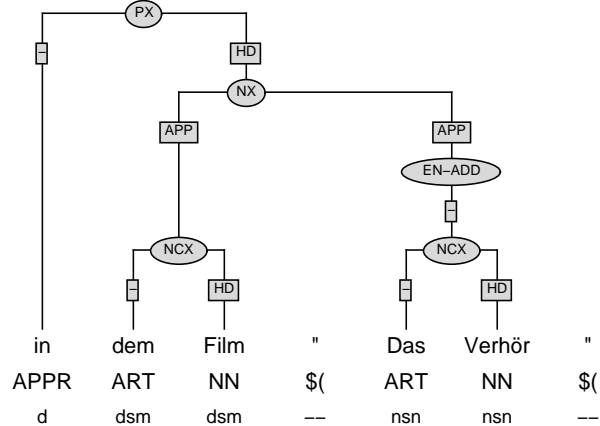 PX
– HD
NX
APP APP
EN–ADD
–
NCX NCX
– HD – HD
in dem Film " Das Verhör "
APPR ART NN $( ART NN $(
d dsm dsm –– nsn nsn ––